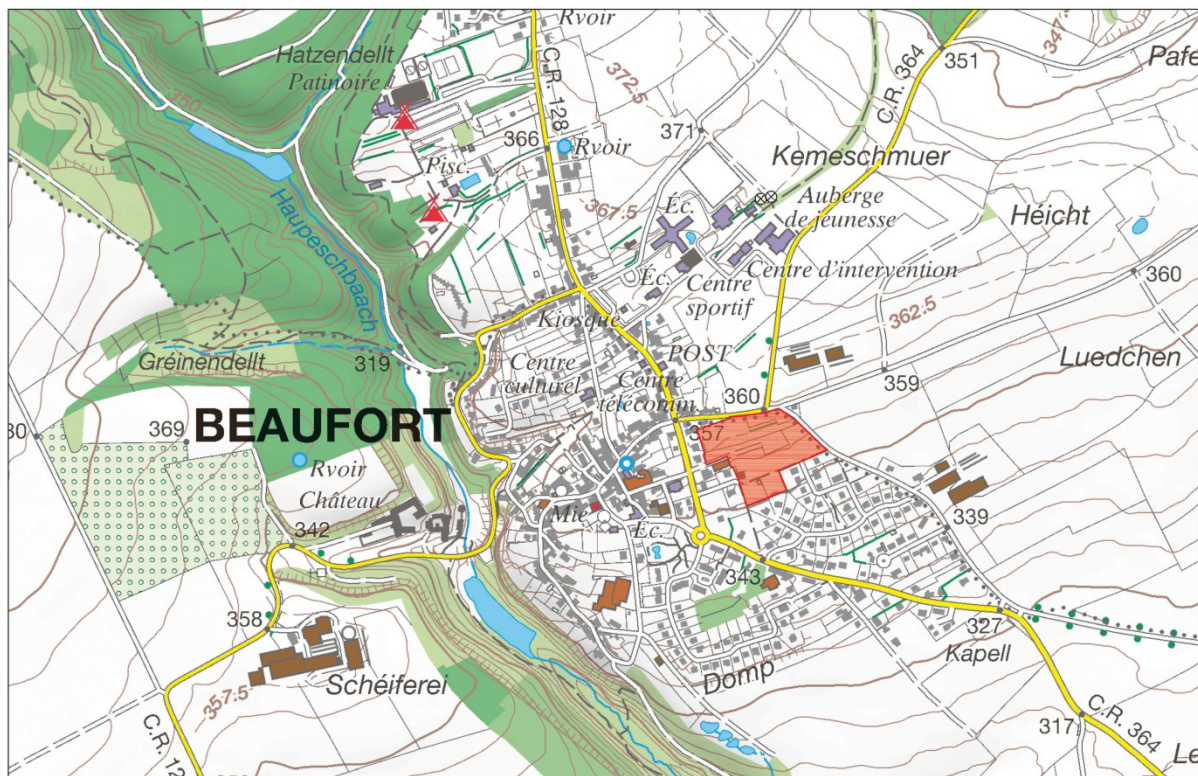 Rvoir
Hatzendellt
Patinoire
C.R. 128
372.5
C.R. 364
351
347.5
Pafe
350
366
Rvoir
371
Kemeschmuer
Pisc.
367.5
Éc.
Auberge
de jeunesse
Héicht
Haupeschbaach
Éc.
Centre
sportif
Centre d'intervention
360
362.5
Kiosque
Gréinendellt
319
Centre
culturel
POST
Centre
télécomm.
Luedchen
359
360
357
BEAUFORT
30
369
Rvoir
Château
342
Mie
Éc.
339
343
358
327
Kapell
Schéiferei
357.5
Domp
C.R. 12
317
C.R. 364
Le